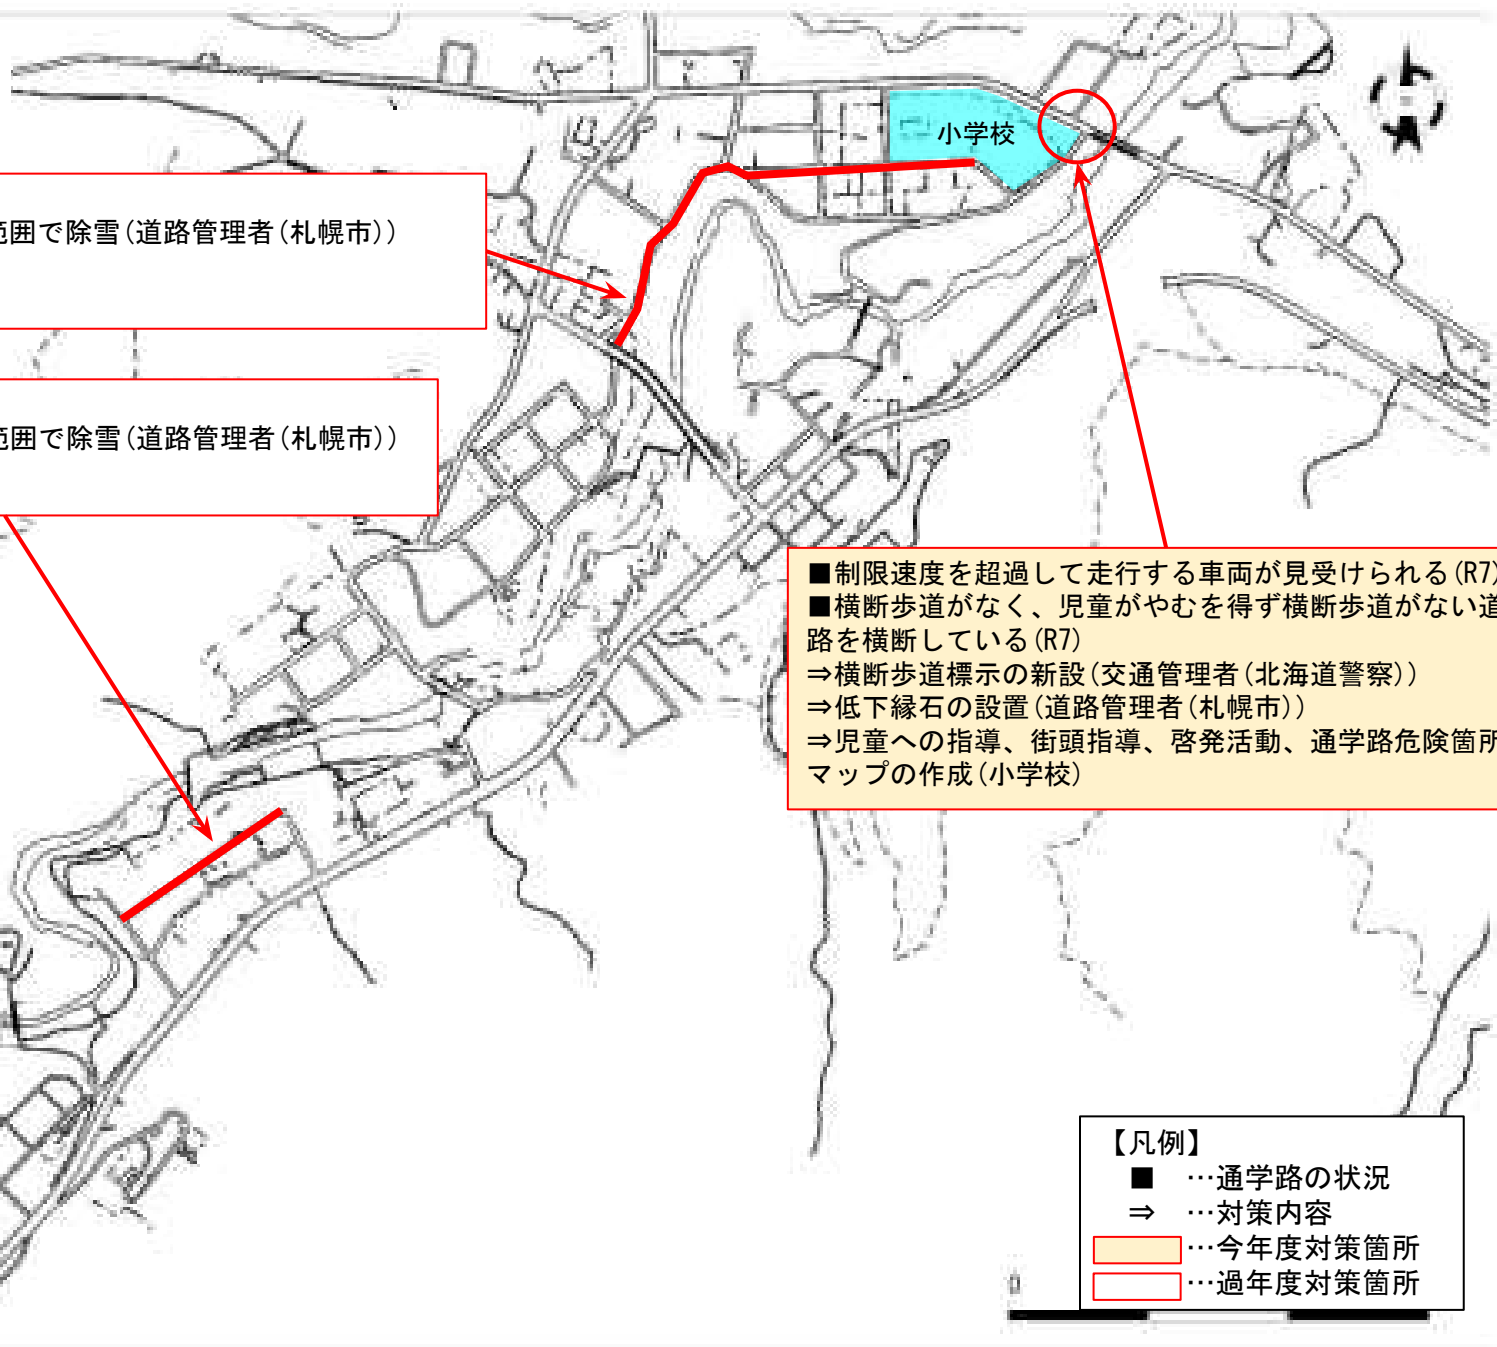 小学校
範囲で除雪(道路管理者(札幌市))
範囲で除雪(道路管理者(札幌市))
■制限速度を超過して走行する車両が見受けられる(R7)
■横断歩道がなく、児童がやむを得ず横断歩道がない道
路を横断している(R7)
⇒横断歩道標示の新設(交通管理者(北海道警察))
⇒低下縁石の設置(道路管理者(札幌市))
⇒児童への指導、街頭指導、啓発活動、通学路危険箇所
マップの作成(小学校)
【凡例】
■ …通学路の状況
⇒ …対策内容
…今年度対策箇所
…過年度対策箇所
0